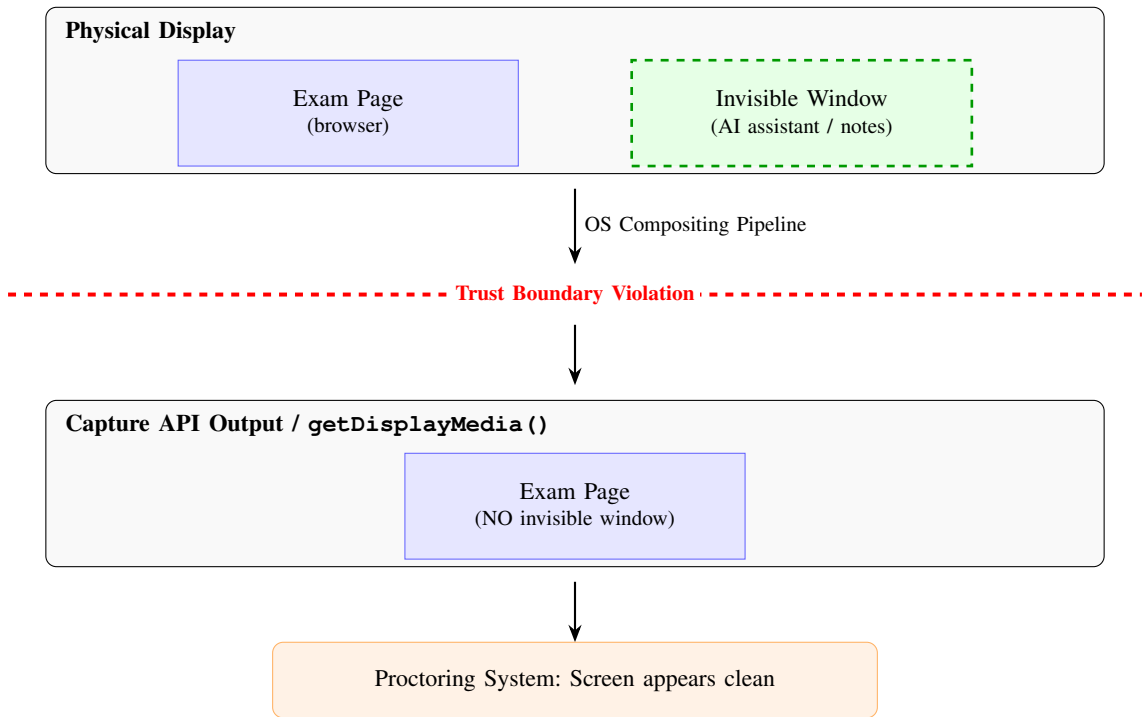 Physical Display
Exam Page
(browser)
Invisible Window
(AI assistant / notes)
OS Compositing Pipeline
Trust Boundary Violation
Capture API Output / getDisplayMedia()
Exam Page
(NO invisible window)
Proctoring System: Screen appears clean